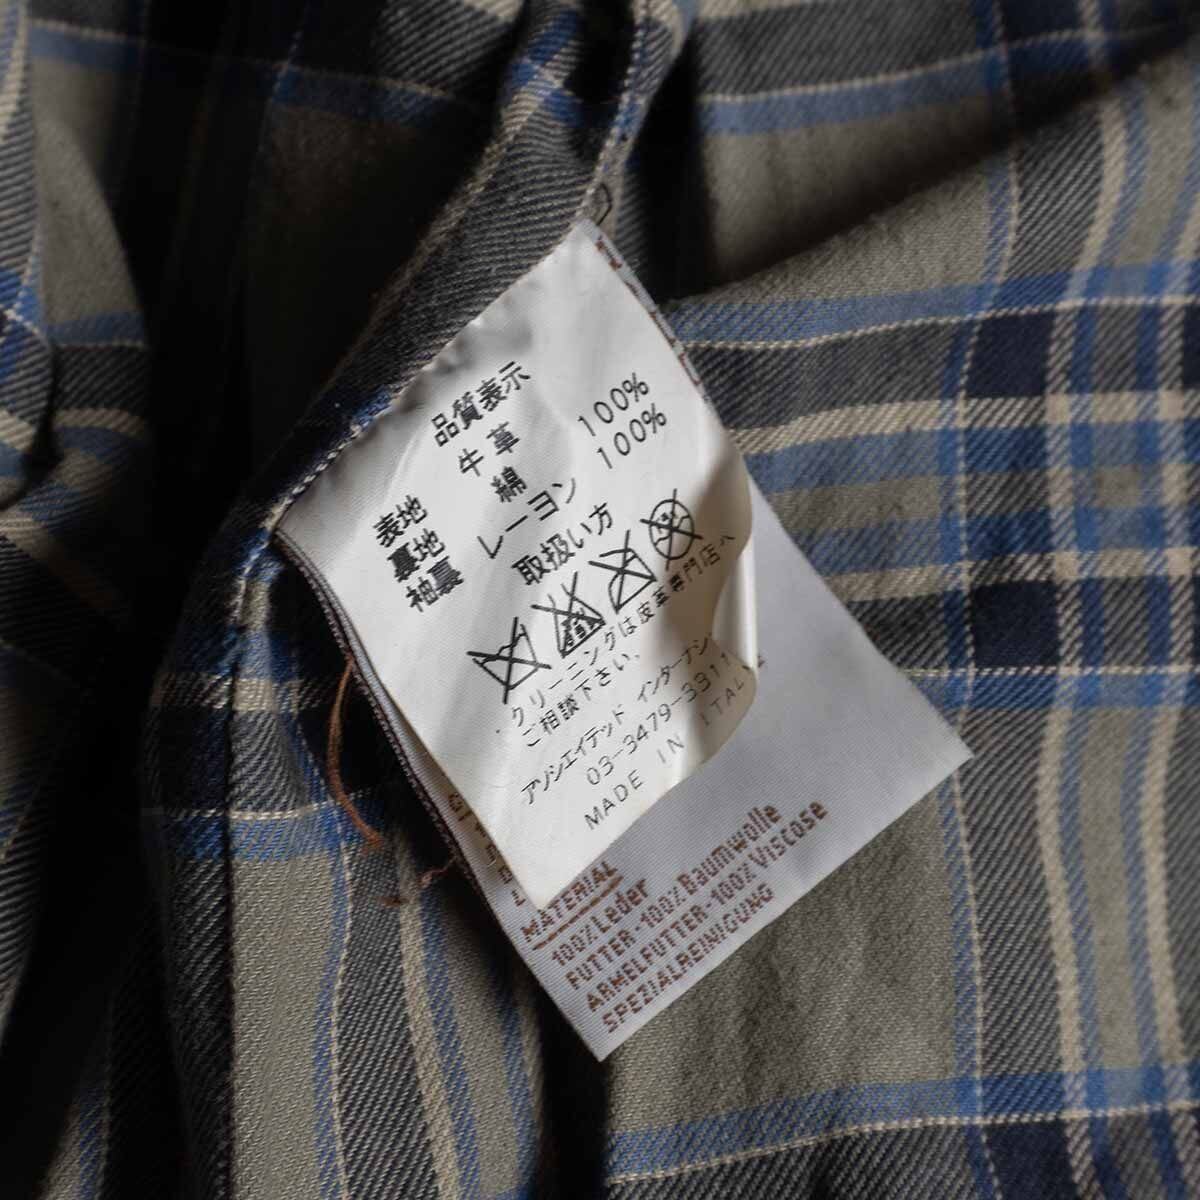 品質表示
表地 牛革 100%
裏地 綿 100%
袖裏 レーヨン
取扱い方
クリーニングは皮革専門店へ
ご相談下さい。
アソシエイテッド インターナシ
03-3479-3311
MADE IN ITALY
MATERIAL
100%Leder
FUTTER-100%Baumwolle
ARMELFUTTER-100%Viscose
SPEZIALREINIGUNG